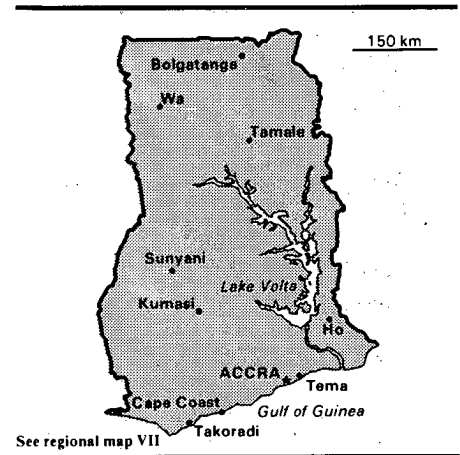 150 km
Bolgatanga
Wa
Tamale
Sunyani
Lake Volta
Kumasi
Ho
ACCRA
Tema
Cape Coast
Gulf of Guinea
Takoradi
See regional map VII